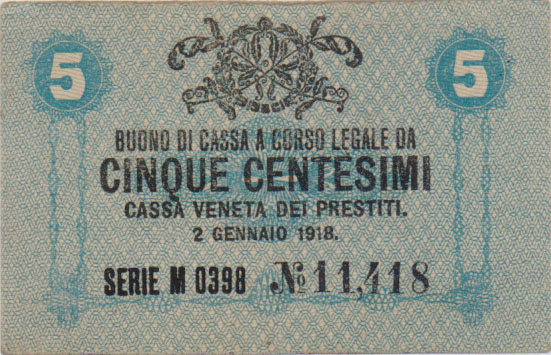 5 5
BUONO DI CASSA A CORSO LEGALE DA
CINQUE CENTESIMI
CASSA VENETA DEI PRESTITI.
2 GENNAIO 1918.
SERIE M 0398 No 11,418